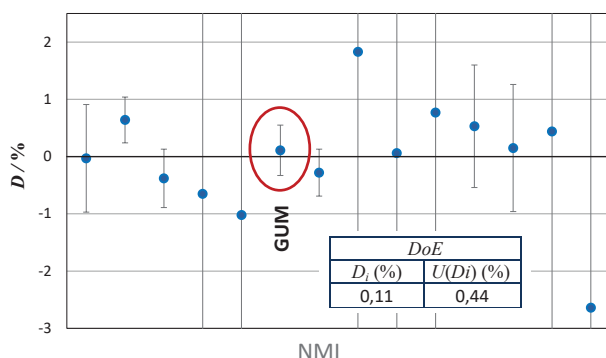 2
1
0
-1
-2
-3
D / %
GUM
DoE
Di (%) U(Di) (%)
0,11 0,44
NMI